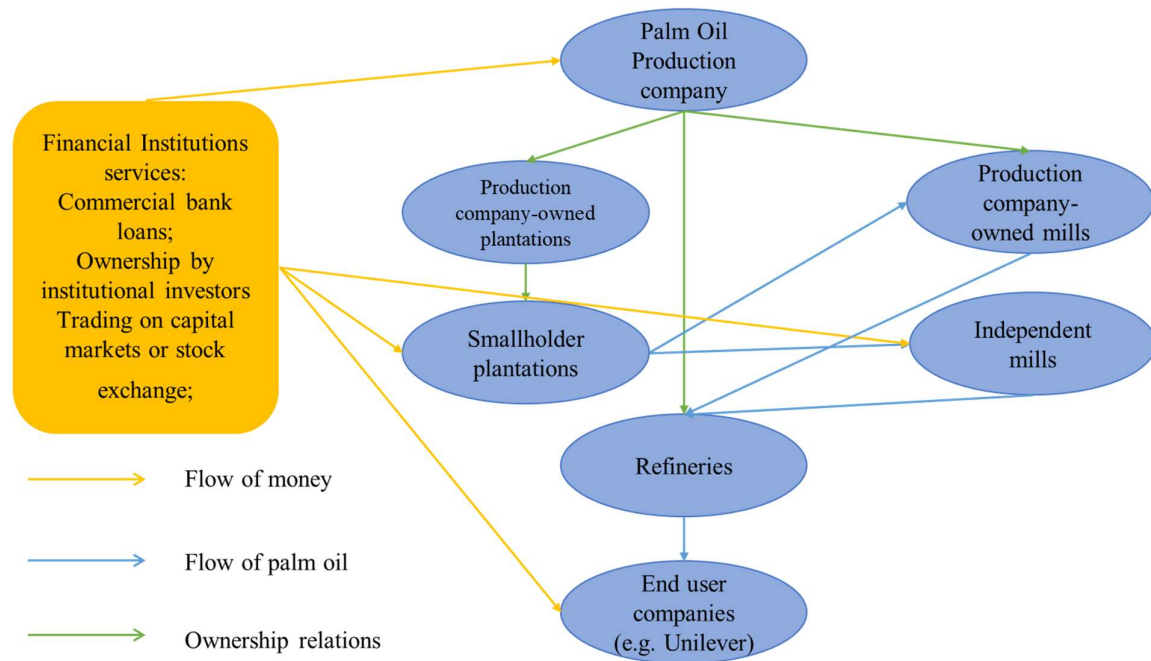 Palm Oil
Production
company
Financial Institutions
services:
Commercial bank
loans;
Ownership by
institutional investors
Trading on capital
markets or stock
exchange;
Production
company-owned
plantations
Production
company-
owned mills
Smallholder
plantations
Independent
mills
Refineries
End user
companies
(e.g. Unilever)
Flow of money
Flow of palm oil
Ownership relations